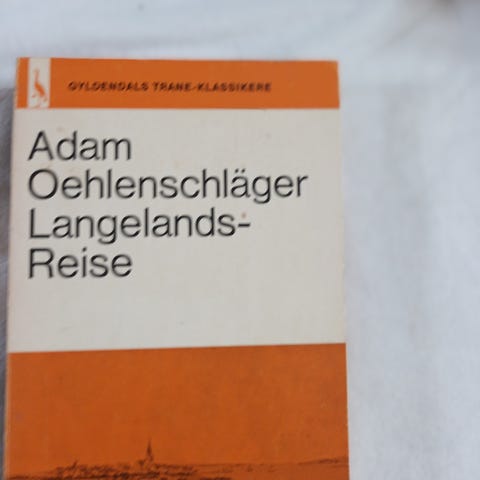 GYLDENDALS TRANE-KLASSIKERE
Adam
Oehlenschläger
Langelands-
Reise